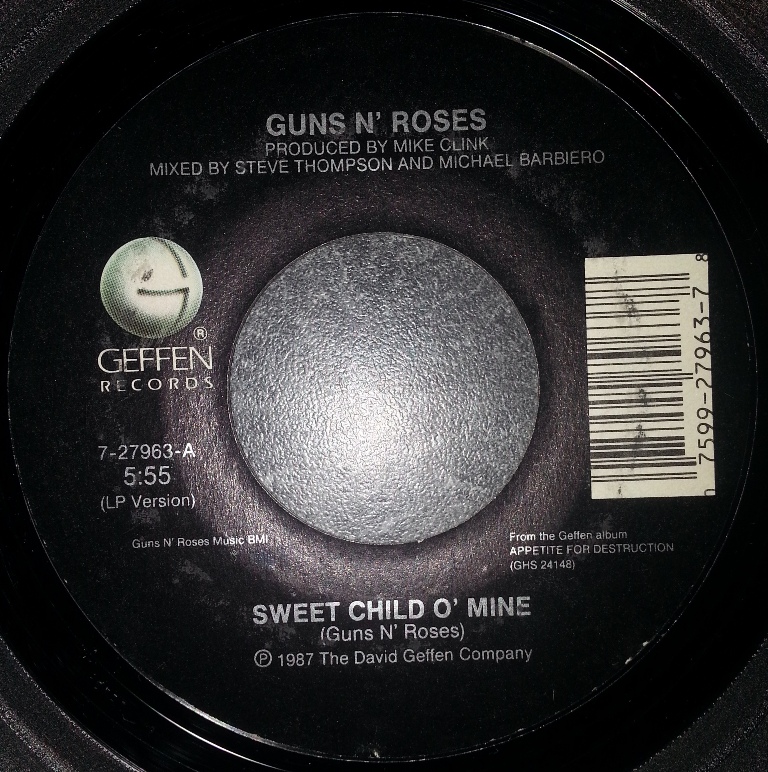 GUNS N' ROSES
PRODUCED BY MIKE CLINK
MIXED BY STEVE THOMPSON AND MICHAEL BARBIERO
G
®
GEFFEN
RECORDS
7-27963-A
5:55
(LP Version)
Guns N' Roses Music BMI
0 7599-27963-7 8
From the Geffen album
APPETITE FOR DESTRUCTION
(GHS 24148)
SWEET CHILD O' MINE
(Guns N' Roses)
℗ 1987 The David Geffen Company